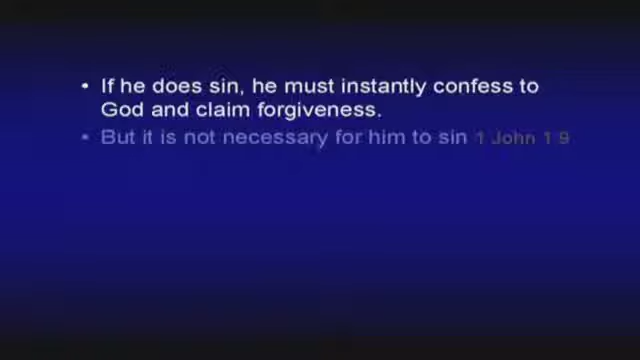 • If he does sin, he must instantly confess to
God and claim forgiveness.
• But it is not necessary for him to sin 1 John 1:9